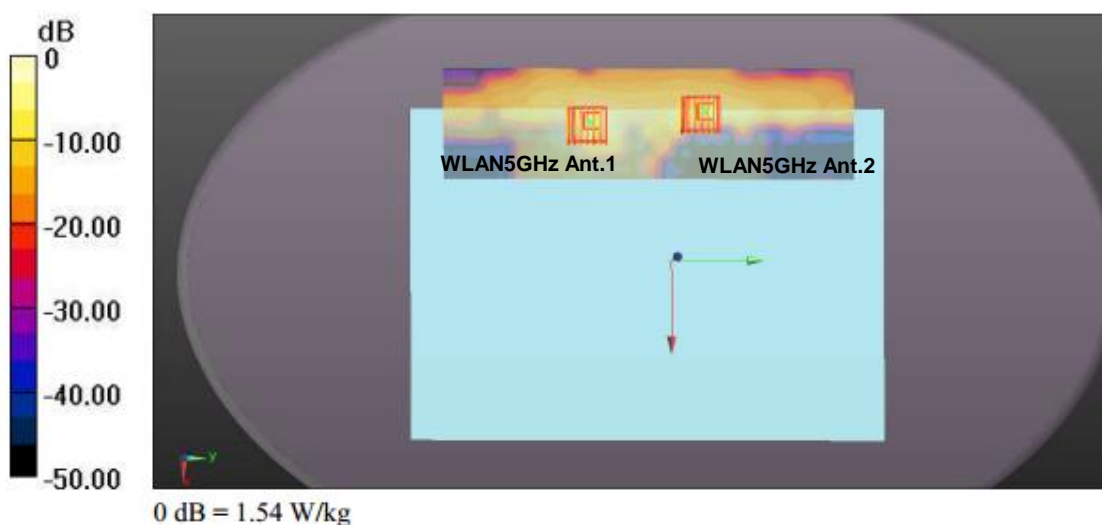 dB
0
-10.00
-20.00
-30.00
-40.00
-50.00
WLAN5GHz Ant.1
WLAN5GHz Ant.2
y
0 dB = 1.54 W/kg